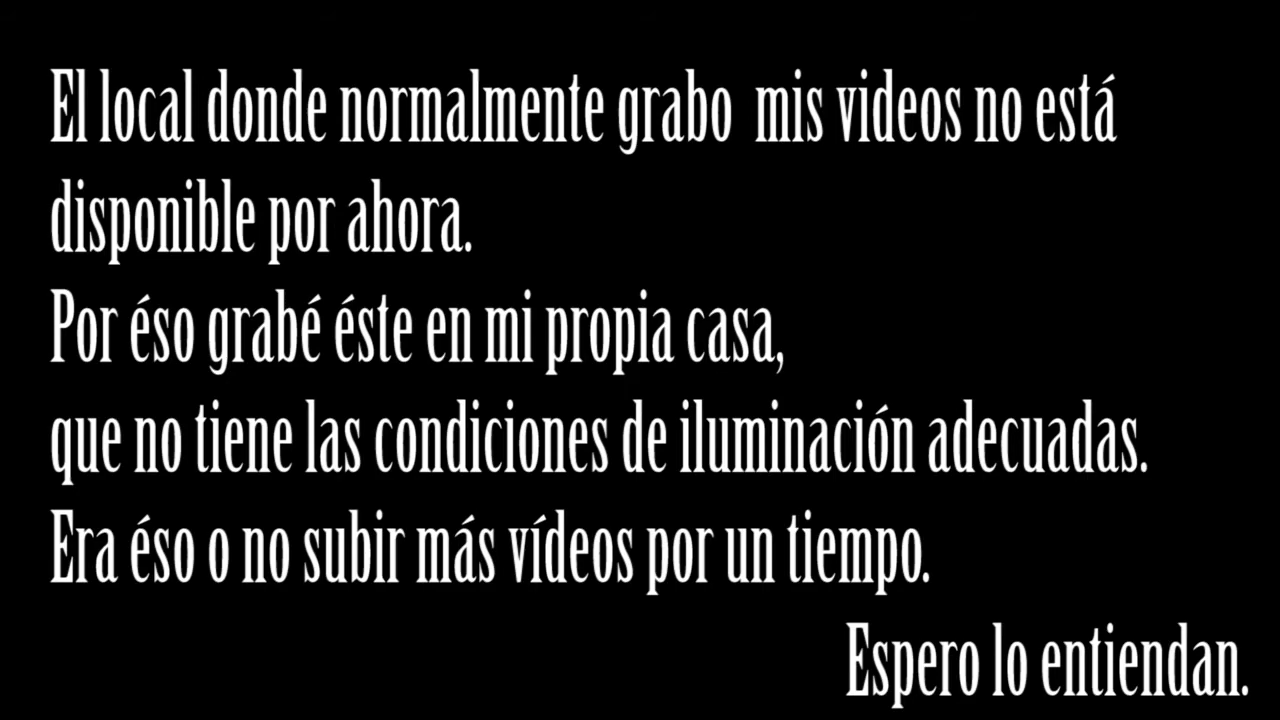 El local donde normalmente grabo mis videos no está
disponible por ahora.
Por éso grabé éste en mi propia casa,
que no tiene las condiciones de iluminación adecuadas.
Era éso o no subir más vídeos por un tiempo.
Espero lo entiendan.